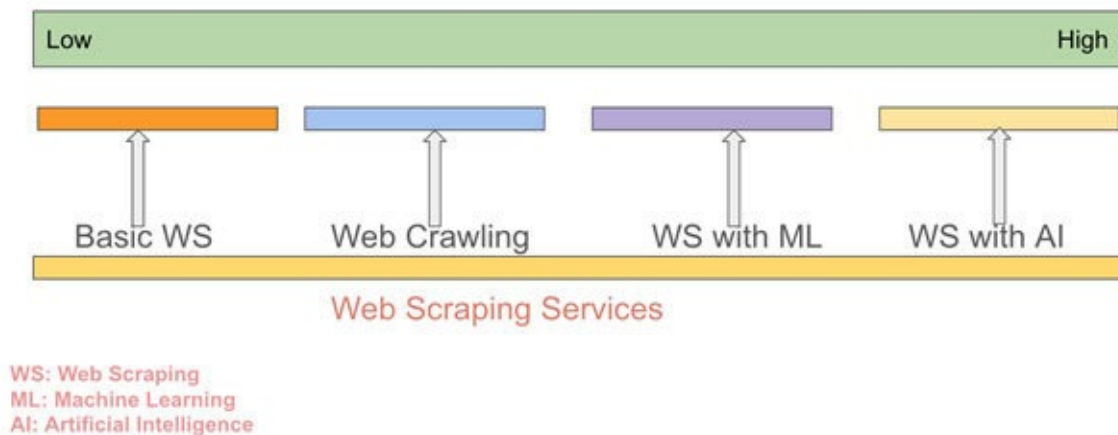 Low High
Basic WS Web Crawling WS with ML WS with AI
Web Scraping Services
WS: Web Scraping
ML: Machine Learning
AI: Artificial Intelligence